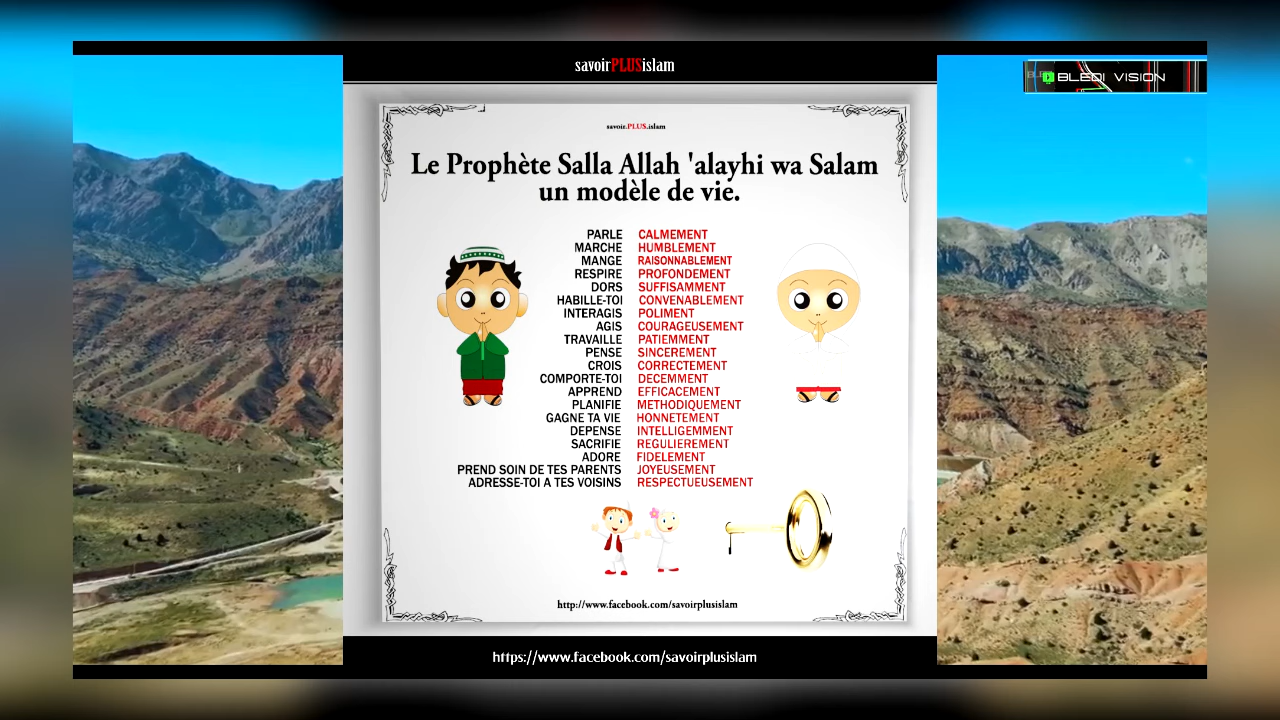 savoirPLUSislam
BLEDI VISION
savoir.PLUS.islam
Le Prophète Salla Allah 'alayhi wa Salam
un modèle de vie.
PARLE CALMEMENT
MARCHE HUMBLEMENT
MANGE RAISONNABLEMENT
RESPIRE PROFONDEMENT
DORS SUFFISAMMENT
HABILLE-TOI CONVENABLEMENT
INTERAGIS POLIMENT
AGIS COURAGEUSEMENT
TRAVAILLE PATIEMMENT
PENSE SINCEREMENT
CROIS CORRECTEMENT
COMPORTE-TOI DECEMMENT
APPREND EFFICACEMENT
PLANIFIE METHODIQUEMENT
GAGNE TA VIE HONNETEMENT
DEPENSE INTELLIGEMMENT
SACRIFIE REGULIEREMENT
ADORE FIDELEMENT
PREND SOIN DE TES PARENTS JOYEUSEMENT
ADRESSE-TOI A TES VOISINS RESPECTUEUSEMENT
http://www.facebook.com/savoirplusislam
https://www.facebook.com/savoirplusislam